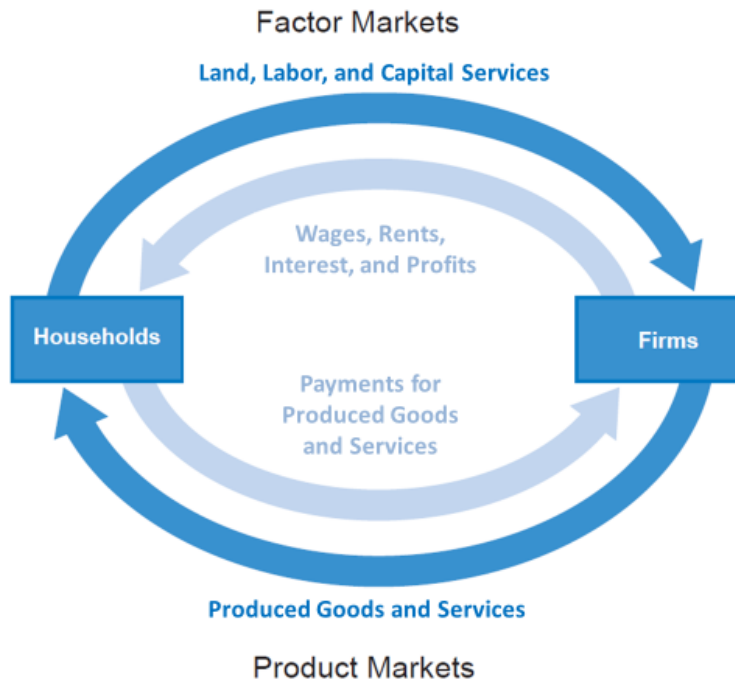 Factor Markets
Land, Labor, and Capital Services
Wages, Rents,
Interest, and Profits
Households
Firms
Payments for
Produced Goods
and Services
Produced Goods and Services
Product Markets